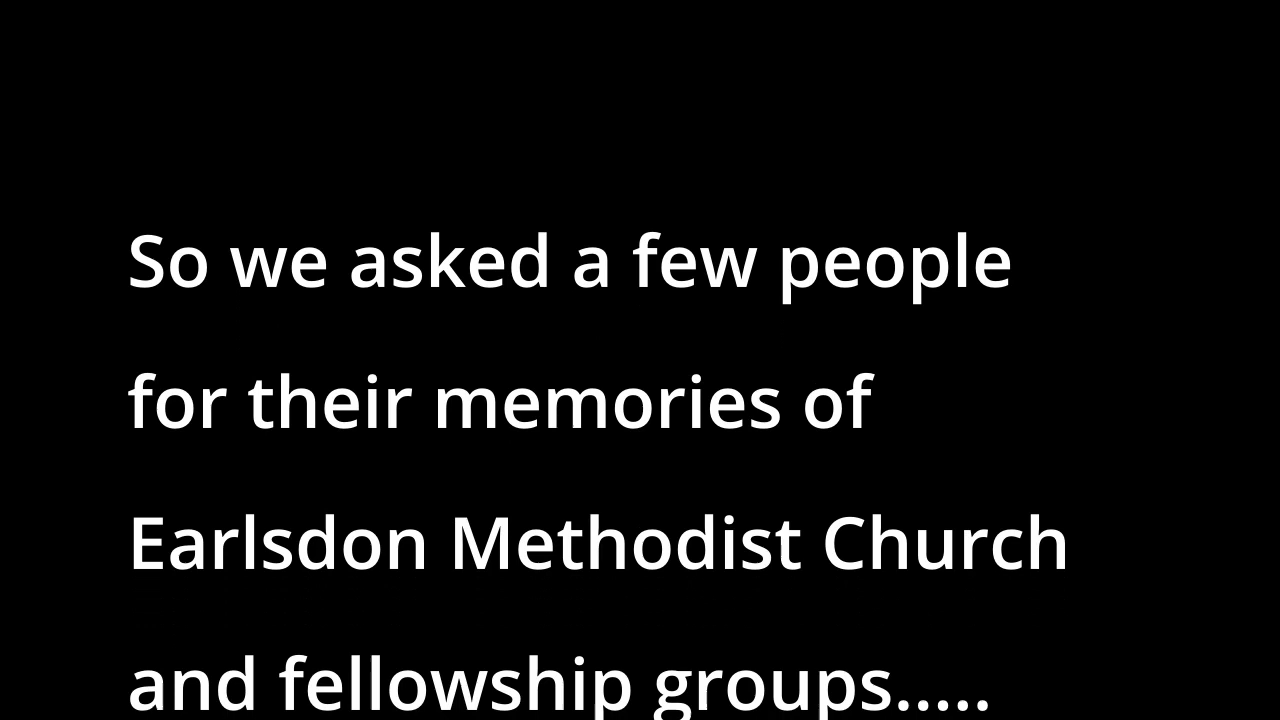 So we asked a few people
for their memories of
Earlsdon Methodist Church
and fellowship groups.....